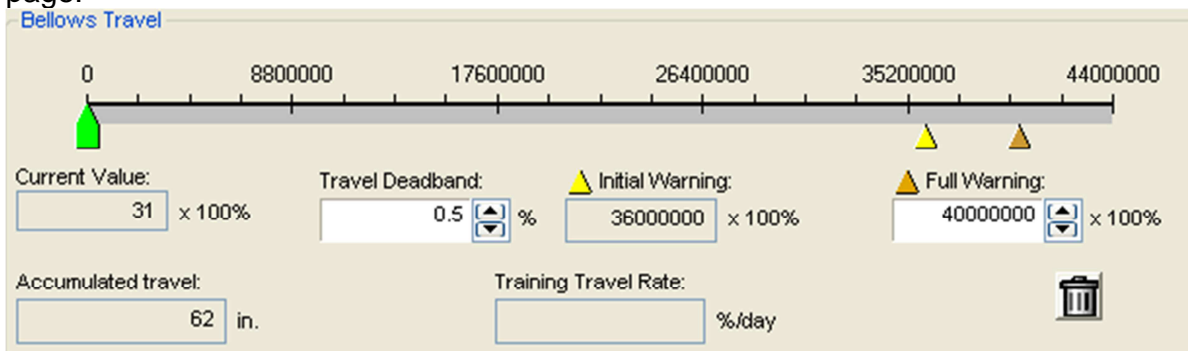 page.
Bellows Travel
0 8800000 17600000 26400000 35200000 44000000
Current Value: Travel Deadband: Initial Warning: Full Warning:
31 x 100% 0.5 % 36000000 x 100% 40000000 x 100%
Accumulated travel: Training Travel Rate:
62 in. %/day